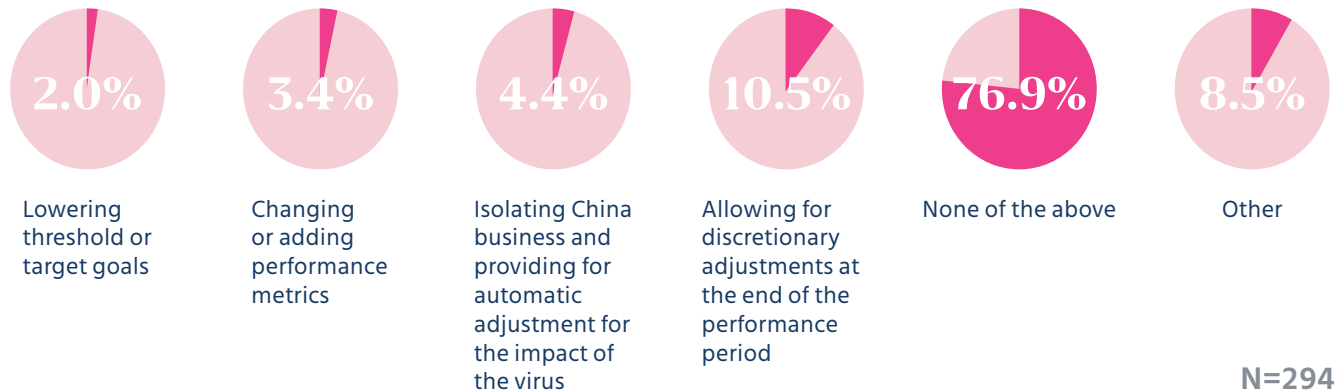 2.0%
3.4%
4.4%
10.5%
76.9%
8.5%
Lowering
threshold or
target goals
Changing
or adding
performance
metrics
Isolating China
business and
providing for
automatic
adjustment for
the impact of
the virus
Allowing for
discretionary
adjustments at
the end of the
performance
period
None of the above
Other
N=294